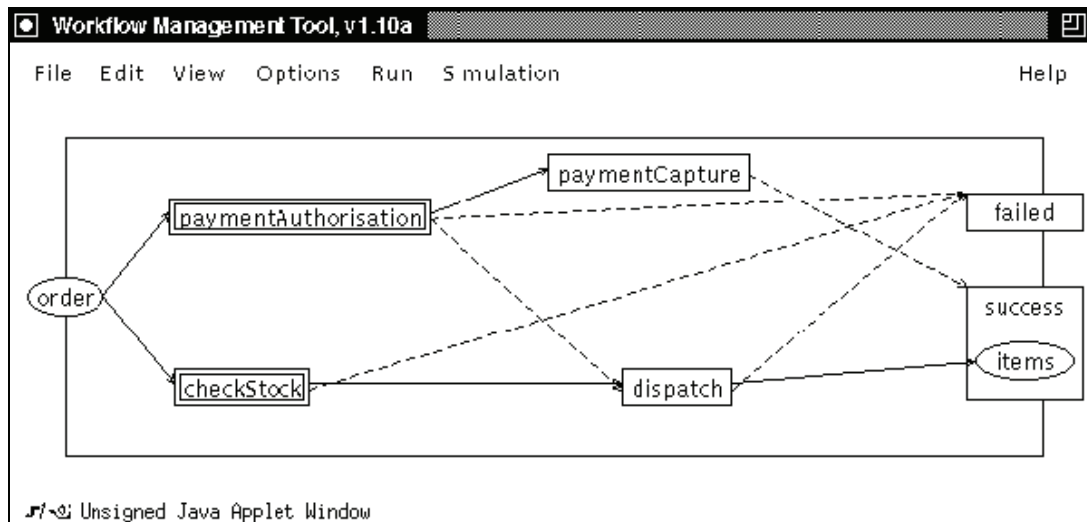 Workflow Management Tool, v1.10a
File Edit View Options Run S mulation Help
paymentCapture
paymentAuthorisation
failed
order
success
items
checkStock
dispatch
Unsigned Java Applet Window